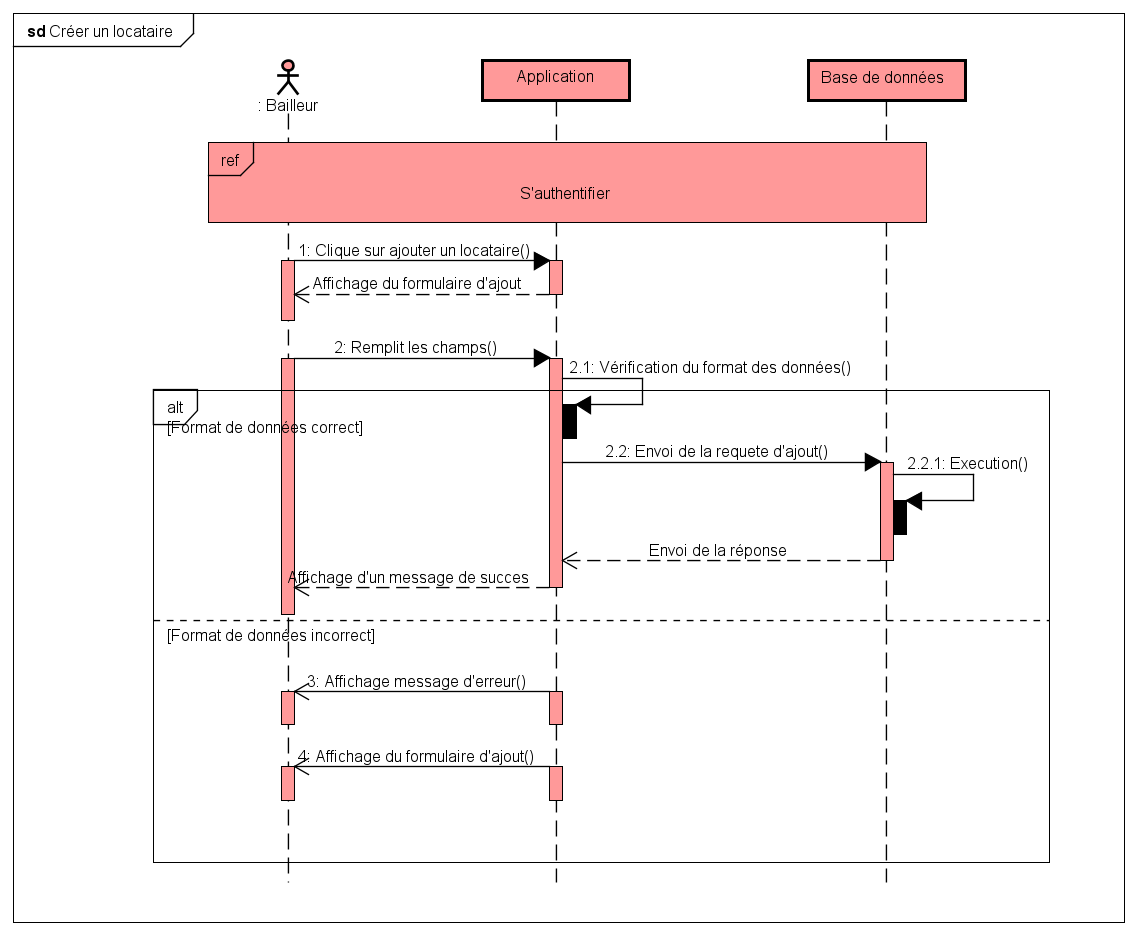 sd Créer un locataire
: Bailleur
Application
Base de données
ref
S'authentifier
1: Clique sur ajouter un locataire()
Affichage du formulaire d'ajout
2: Remplit les champs()
2.1: Vérification du format des données()
alt
[Format de données correct]
2.2: Envoi de la requete d'ajout()
2.2.1: Execution()
Envoi de la réponse
Affichage d'un message de succes
[Format de données incorrect]
3: Affichage message d'erreur()
4: Affichage du formulaire d'ajout()